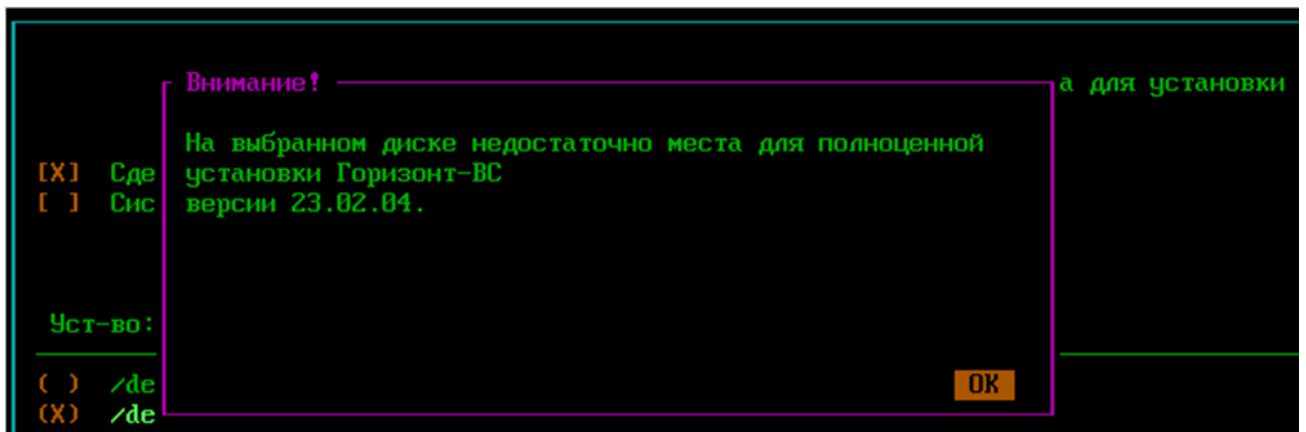 Внимание!
а для установки
На выбранном диске недостаточно места для полноценной
[X] Сде установки Горизонт-ВС
[ ] Сис версии 23.02.04.
Уст-во:
( ) /de
OK
(X) /de